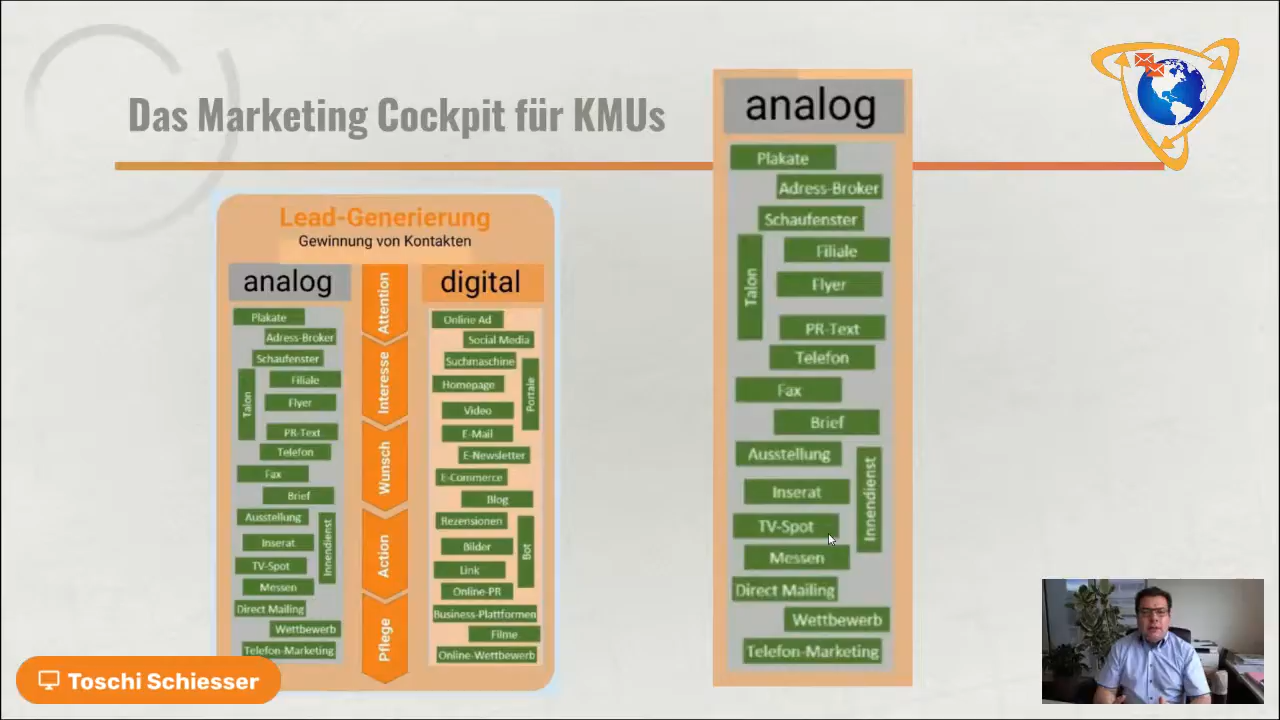 Das Marketing Cockpit für KMUs
Lead-Generierung
Gewinnung von Kontakten
analog
Plakate
Adress-Broker
Schaufenster
Filiale
Talon
Flyer
PR-Text
Telefon
Fax
Brief
Ausstellung
Innendienst
Inserat
TV-Spot
Messen
Direct Mailing
Wettbewerb
Telefon-Marketing
Attention
Interesse
Wunsch
Action
Pflege
digital
Online Ad
Social Media
Suchmaschine
Portale
Homepage
Video
E-Mail
E-Newsletter
E-Commerce
Blog
Rezensionen
Bot
Bilder
Link
Online-PR
Business-Plattformen
Filme
Online-Wettbewerb
analog
Plakate
Adress-Broker
Schaufenster
Filiale
Talon
Flyer
PR-Text
Telefon
Fax
Brief
Ausstellung
Innendienst
Inserat
TV-Spot
Messen
Direct Mailing
Wettbewerb
Telefon-Marketing
Toschi Schiesser